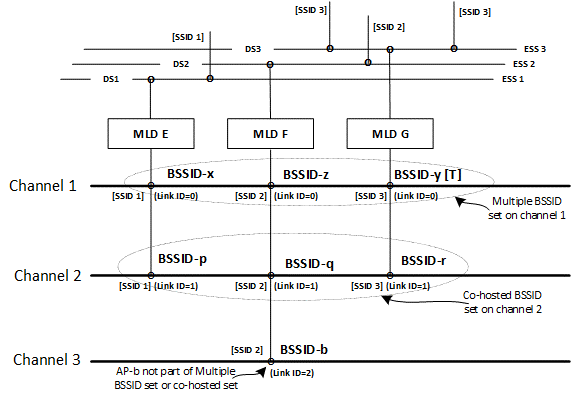 [SSID 3]
[SSID 3]
[SSID 2]
[SSID 1]
DS3
ESS 3
DS2
ESS 2
DS1
ESS 1
MLD E
MLD F
MLD G
BSSID-x
BSSID-z
BSSID-y [T]
Channel 1
[SSID 1]
(Link ID=0)
[SSID 2]
(Link ID=0)
[SSID 3]
(Link ID=0)
Multiple BSSID
set on channel 1
BSSID-p
BSSID-q
BSSID-r
Channel 2
[SSID 1]
(Link ID=1)
[SSID 2]
(Link ID=1)
[SSID 3]
(Link ID=1)
Co-hosted BSSID
set on channel 2
[SSID 2]
BSSID-b
Channel 3
AP-b not part of Multiple
BSSID set or co-hosted set
(Link ID=2)